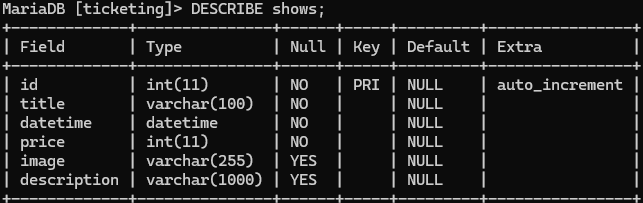 MariaDB [ticketing]> DESCRIBE shows;
+-------------+---------------+------+-----+---------+----------------+
| Field       | Type          | Null | Key | Default | Extra          |
+-------------+---------------+------+-----+---------+----------------+
| id          | int(11)       | NO   | PRI | NULL    | auto_increment |
| title       | varchar(100)  | NO   |     | NULL    |                |
| datetime    | datetime      | NO   |     | NULL    |                |
| price       | int(11)       | NO   |     | NULL    |                |
| image       | varchar(255)  | YES  |     | NULL    |                |
| description | varchar(1000) | YES  |     | NULL    |                |
+-------------+---------------+------+-----+---------+----------------+